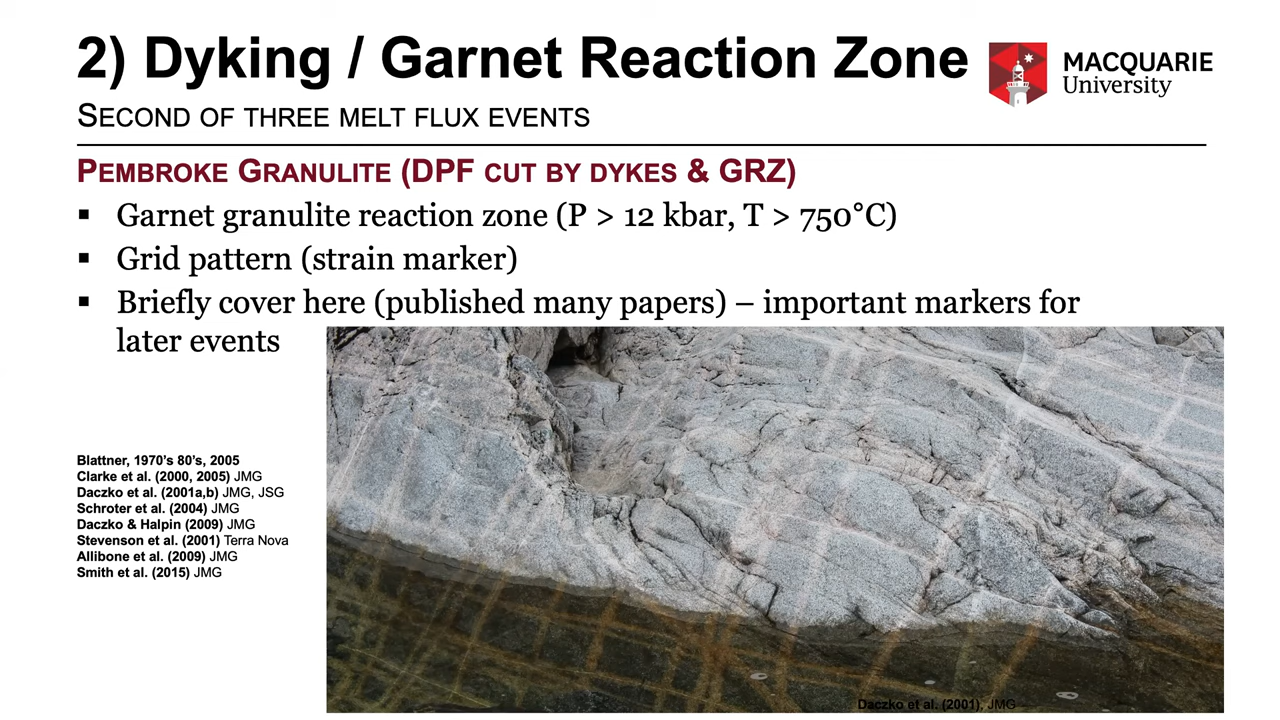 2) Dyking / Garnet Reaction Zone
MACQUARIE
University
SECOND OF THREE MELT FLUX EVENTS
PEMBROKE GRANULITE (DPF CUT BY DYKES & GRZ)
▪ Garnet granulite reaction zone (P > 12 kbar, T > 750°C)
▪ Grid pattern (strain marker)
▪ Briefly cover here (published many papers) – important markers for
later events
Blattner, 1970’s 80’s, 2005
Clarke et al. (2000, 2005) JMG
Daczko et al. (2001a,b) JMG, JSG
Schroter et al. (2004) JMG
Daczko & Halpin (2009) JMG
Stevenson et al. (2001) Terra Nova
Allibone et al. (2009) JMG
Smith et al. (2015) JMG
Daczko et al. (2001), JMG